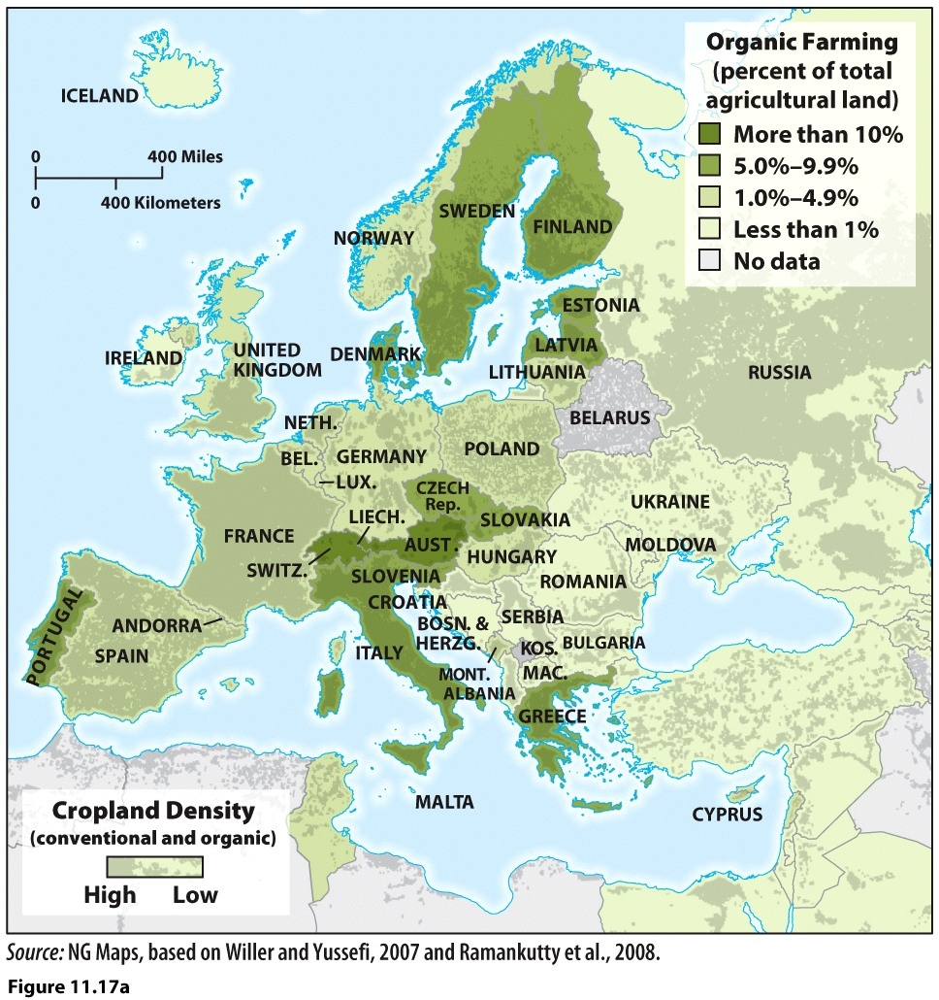 Organic Farming
(percent of total
agricultural land)
More than 10%
5.0%–9.9%
1.0%–4.9%
Less than 1%
No data
ICELAND
0 400 Miles
0 400 Kilometers
SWEDEN
FINLAND
NORWAY
ESTONIA
LATVIA
LITHUANIA
DENMARK
IRELAND
UNITED
KINGDOM
RUSSIA
BELARUS
NETH.
BEL.
GERMANY
POLAND
LUX.
CZECH
Rep.
UKRAINE
SLOVAKIA
LIECH.
FRANCE
AUST.
MOLDOVA
SWITZ.
HUNGARY
SLOVENIA
ROMANIA
CROATIA
PORTUGAL
ANDORRA
BOSN. &
HERZG.
SERBIA
SPAIN
ITALY
KOS.
BULGARIA
MONT.
MAC.
ALBANIA
GREECE
MALTA
CYPRUS
Cropland Density
(conventional and organic)
High Low
Source: NG Maps, based on Willer and Yussefi, 2007 and Ramankutty et al., 2008.
Figure 11.17a